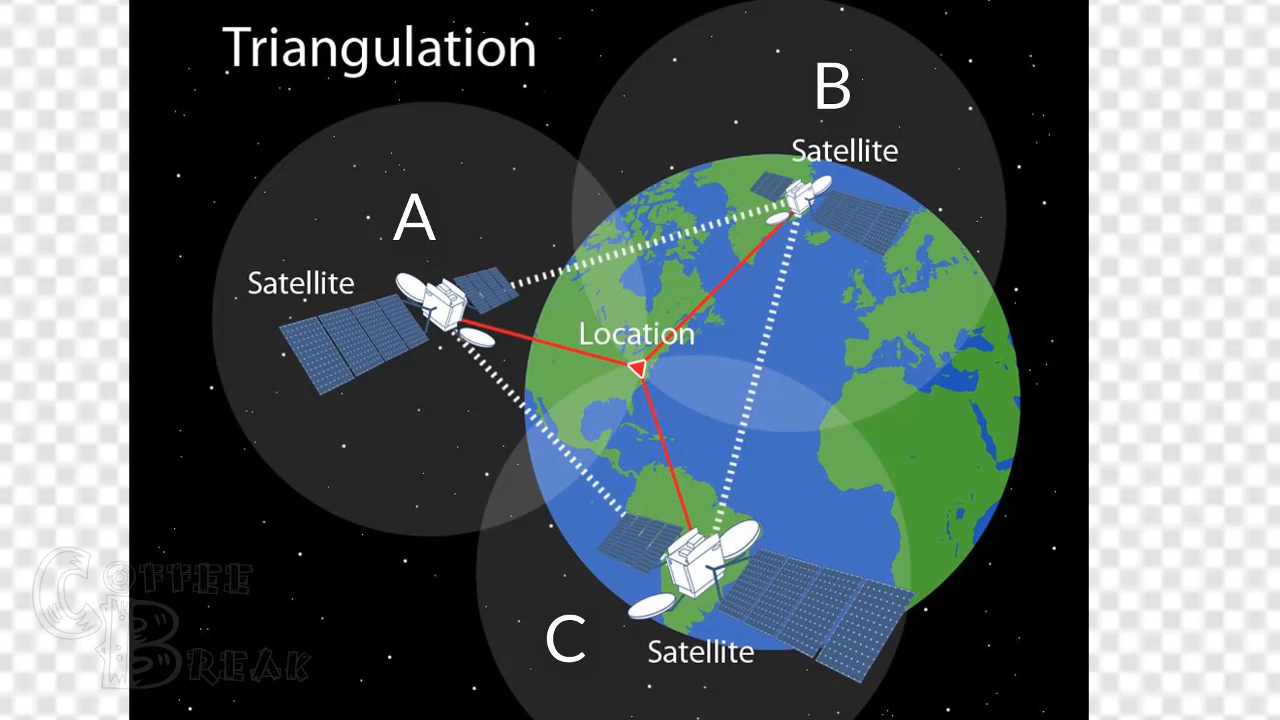 Triangulation
B
Satellite
A
Satellite
Location
C
Satellite
COFFEE
BREAK